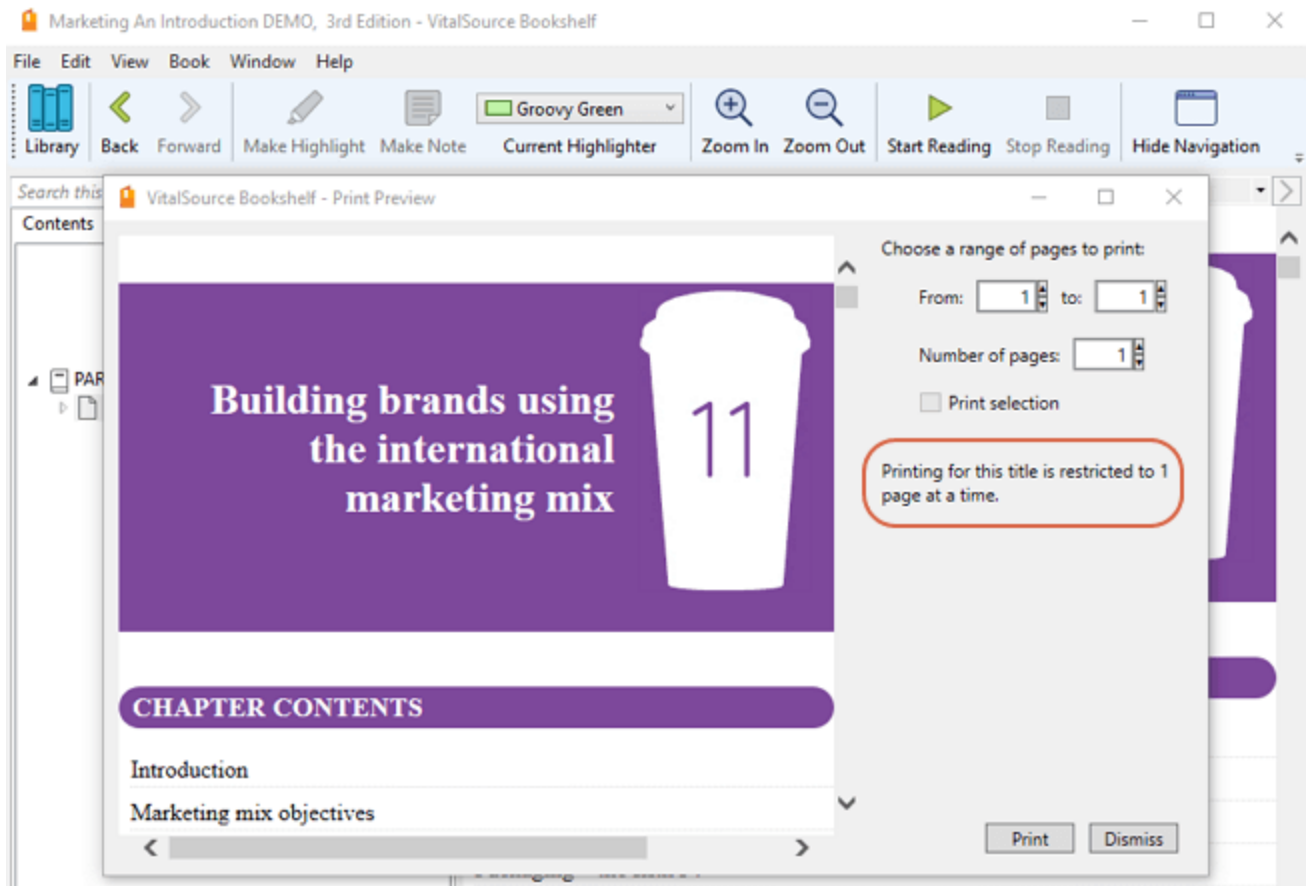 Marketing An Introduction DEMO, 3rd Edition - VitalSource Bookshelf
File Edit View Book Window Help
Groovy Green
Library Back Forward Make Highlight Make Note Current Highlighter Zoom In Zoom Out Start Reading Stop Reading Hide Navigation
Search this
VitalSource Bookshelf - Print Preview
Contents
Choose a range of pages to print:
From: 1 to: 1
Number of pages: 1
PAR
Print selection
Building brands using
the international
marketing mix
11
Printing for this title is restricted to 1
page at a time.
CHAPTER CONTENTS
Introduction
Marketing mix objectives
Print Dismiss